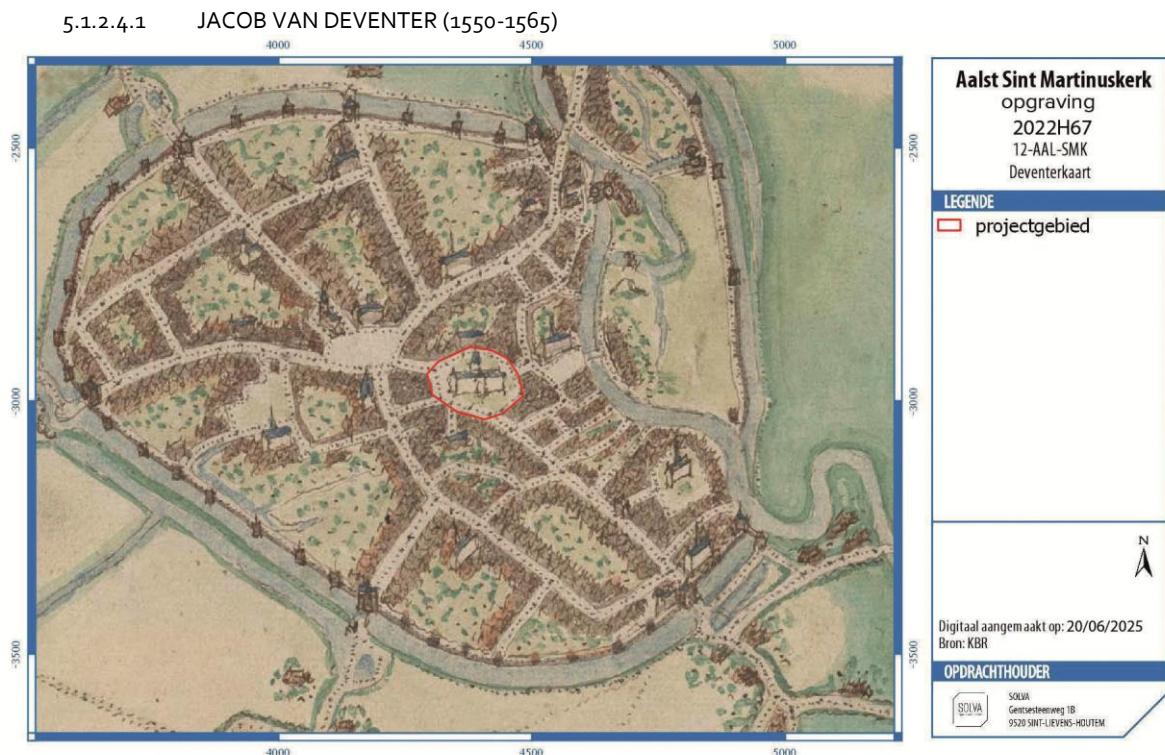 5.1.2.4.1 JACOB VAN DEVENTER (1550-1565)
4000 4500 5000
-2500 -2500
-3000 -3000
-3500 -3500
4000 4500 5000
Aalst Sint Martinuskerk
opgraving
2022H67
12-AAL-SMK
Deventerkaart
LEGENDE
projectgebied
N
Digitaal aangemaakt op: 20/06/2025
Bron: KBR
OPDRACHTHOUDER
SOLVA
SOLVA
Gentsesteenweg 1B
9520 SINT-LIEVENS-HOUTEM